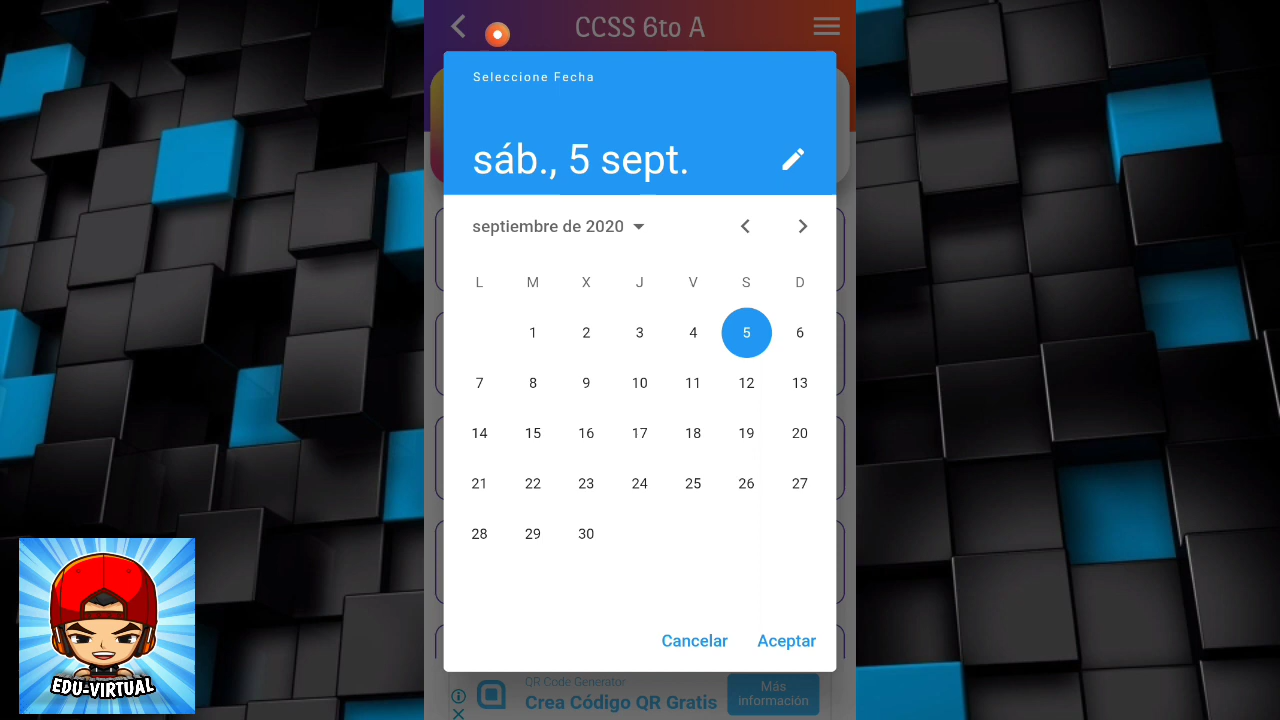 CCSS 6to A
Seleccione Fecha
sáb., 5 sept.
septiembre de 2020
L M X J V S D
1 2 3 4 5 6
7 8 9 10 11 12 13
14 15 16 17 18 19 20
21 22 23 24 25 26 27
28 29 30
Cancelar Aceptar
QR Code Generator
Crea Código QR Gratis
Más
información
EDU-VIRTUAL